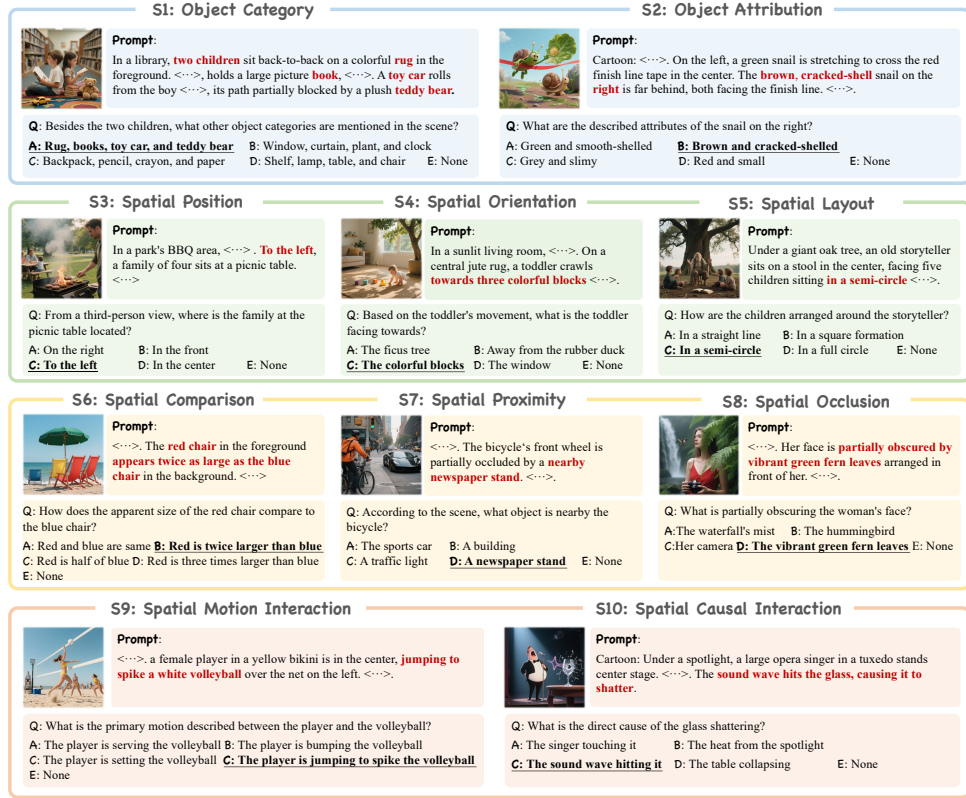 S1: Object Category
Prompt:
In a library, two children sit back-to-back on a colorful rug in the
foreground. <···>, holds a large picture book, <···>. A toy car rolls
from the boy <···>, its path partially blocked by a plush teddy bear.
Q: Besides the two children, what other object categories are mentioned in the scene?
A: Rug, books, toy car, and teddy bear B: Window, curtain, plant, and clock
C: Backpack, pencil, crayon, and paper D: Shelf, lamp, table, and chair E: None
S2: Object Attribution
Prompt:
Cartoon: <···>. On the left, a green snail is stretching to cross the red
finish line tape in the center. The brown, cracked-shell snail on the
right is far behind, both facing the finish line. <···>.
Q: What are the described attributes of the snail on the right?
A: Green and smooth-shelled B: Brown and cracked-shelled
C: Grey and slimy D: Red and small E: None
S3: Spatial Position
Prompt:
In a park's BBQ area, <···> . To the left,
a family of four sits at a picnic table.
<···>
Q: From a third-person view, where is the family at the
picnic table located?
A: On the right B: In the front
C: To the left D: In the center E: None
S4: Spatial Orientation
Prompt:
In a sunlit living room, <···>. On a
central jute rug, a toddler crawls
towards three colorful blocks <···>.
Q: Based on the toddler's movement, what is the toddler
facing towards?
A: The ficus tree B: Away from the rubber duck
C: The colorful blocks D: The window E: None
S5: Spatial Layout
Prompt:
Under a giant oak tree, an old storyteller
sits on a stool in the center, facing five
children sitting in a semi-circle <···>.
Q: How are the children arranged around the storyteller?
A: In a straight line B: In a square formation
C: In a semi-circle D: In a full circle E: None
S6: Spatial Comparison
Prompt:
<···>. The red chair in the foreground
appears twice as large as the blue
chair in the background. <···>
Q: How does the apparent size of the red chair compare to
the blue chair?
A: Red and blue are same B: Red is twice larger than blue
C: Red is half of blue D: Red is three times larger than blue
E: None
S7: Spatial Proximity
Prompt:
<···>. The bicycle's front wheel is
partially occluded by a nearby
newspaper stand. <···>.
Q: According to the scene, what object is nearby the
bicycle?
A: The sports car B: A building
C: A traffic light D: A newspaper stand E: None
S8: Spatial Occlusion
Prompt:
<···>. Her face is partially obscured by
vibrant green fern leaves arranged in
front of her. <···>.
Q: What is partially obscuring the woman's face?
A:The waterfall's mist B: The hummingbird
C:Her camera D: The vibrant green fern leaves E: None
S9: Spatial Motion Interaction
Prompt:
<···>. a female player in a yellow bikini is in the center, jumping to
spike a white volleyball over the net on the left. <···>.
Q: What is the primary motion described between the player and the volleyball?
A: The player is serving the volleyball B: The player is bumping the volleyball
C: The player is setting the volleyball C: The player is jumping to spike the volleyball
E: None
S10: Spatial Causal Interaction
Prompt:
Cartoon: Under a spotlight, a large opera singer in a tuxedo stands
center stage. <···>. The sound wave hits the glass, causing it to
shatter.
Q: What is the direct cause of the glass shattering?
A: The singer touching it B: The heat from the spotlight
C: The sound wave hitting it D: The table collapsing E: None